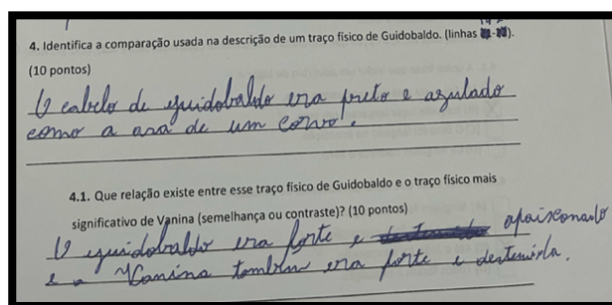 4. Identifica a comparação usada na descrição de um traço físico de Guidobaldo. (linhas
(10 pontos)
O cabelo de guidobaldo era preto e azulado
como a asa de um corvo.
4.1. Que relação existe entre esse traço físico de Guidobaldo e o traço físico mais
significativo de Vanina (semelhança ou contraste)? (10 pontos)
O guidobaldo era forte e apaixonado
e a Vanina tambem era forte e destemida.